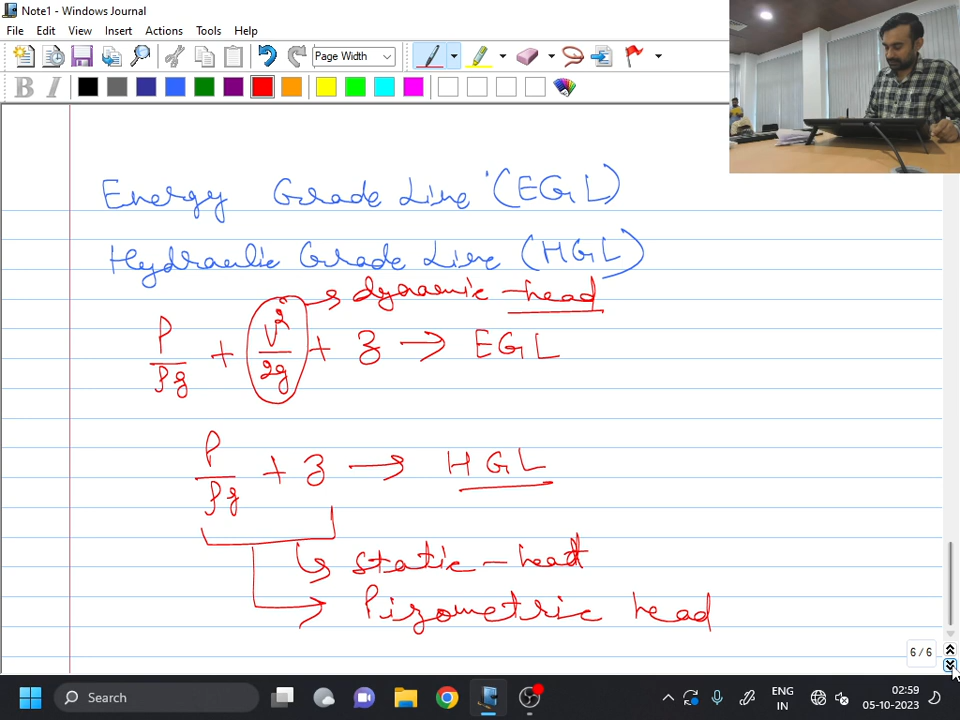 Note1 - Windows Journal
File Edit View Insert Actions Tools Help
Page Width
B I
Energy Grade Line (EGL)
Hydraulic Grade Line (HGL)
→ dynamic-head
P/ρg + V²/2g + z → EGL
P/ρg + z → HGL
↳ static-head
→ Pizometric head
6 / 6
Search
ENG
IN
02:59
05-10-2023